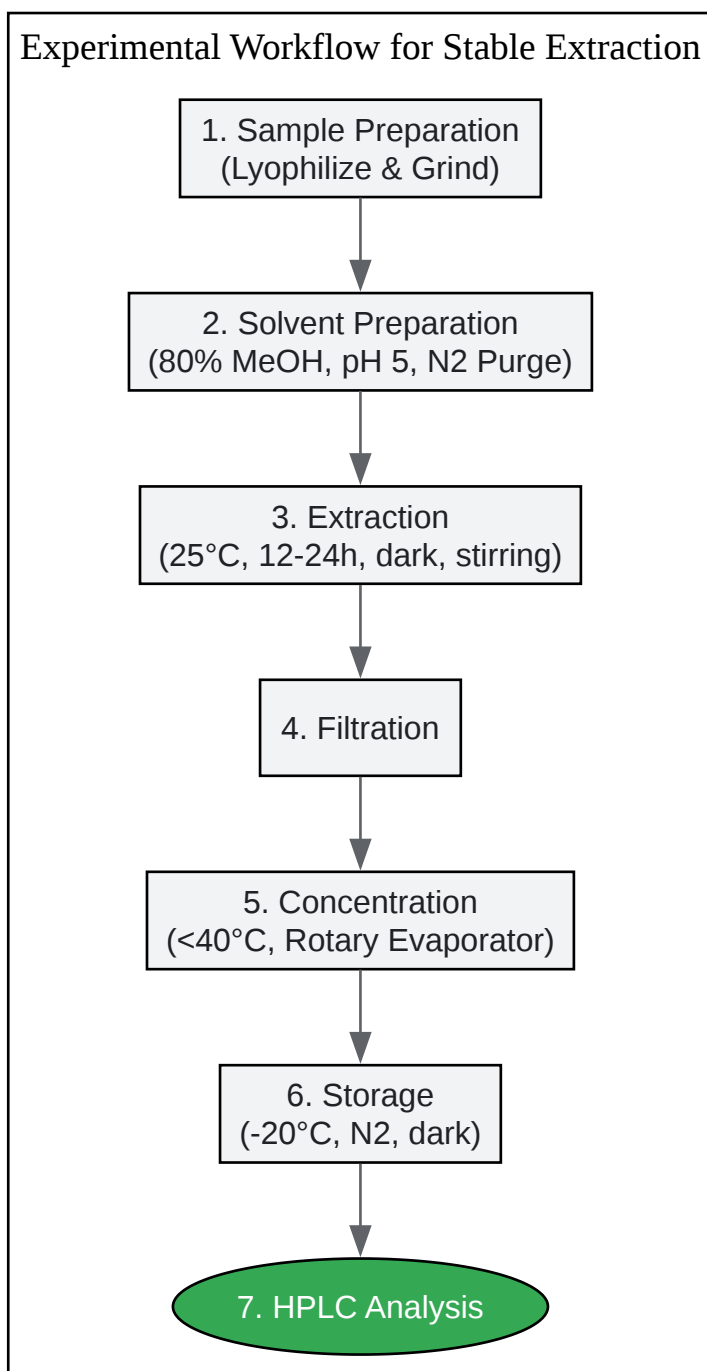 Experimental Workflow for Stable Extraction
1. Sample Preparation
(Lyophilize & Grind)
2. Solvent Preparation
(80% MeOH, pH 5, N2 Purge)
3. Extraction
(25°C, 12-24h, dark, stirring)
4. Filtration
5. Concentration
(<40°C, Rotary Evaporator)
6. Storage
(-20°C, N2, dark)
7. HPLC Analysis